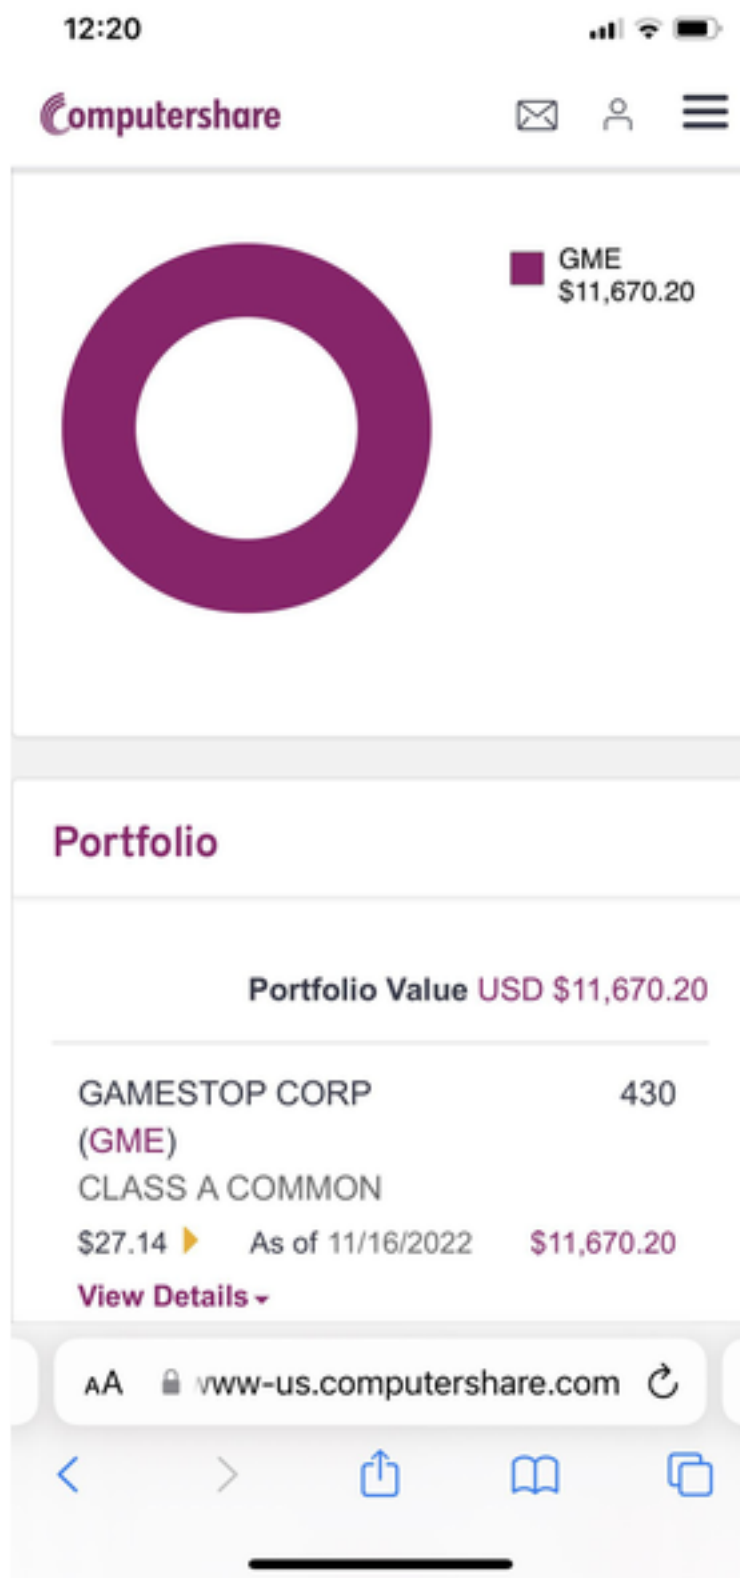 12:20
Computershare
GME
$11,670.20
Portfolio
Portfolio Value USD $11,670.20
GAMESTOP CORP 430
(GME)
CLASS A COMMON
$27.14 As of 11/16/2022 $11,670.20
View Details
AA www-us.computershare.com